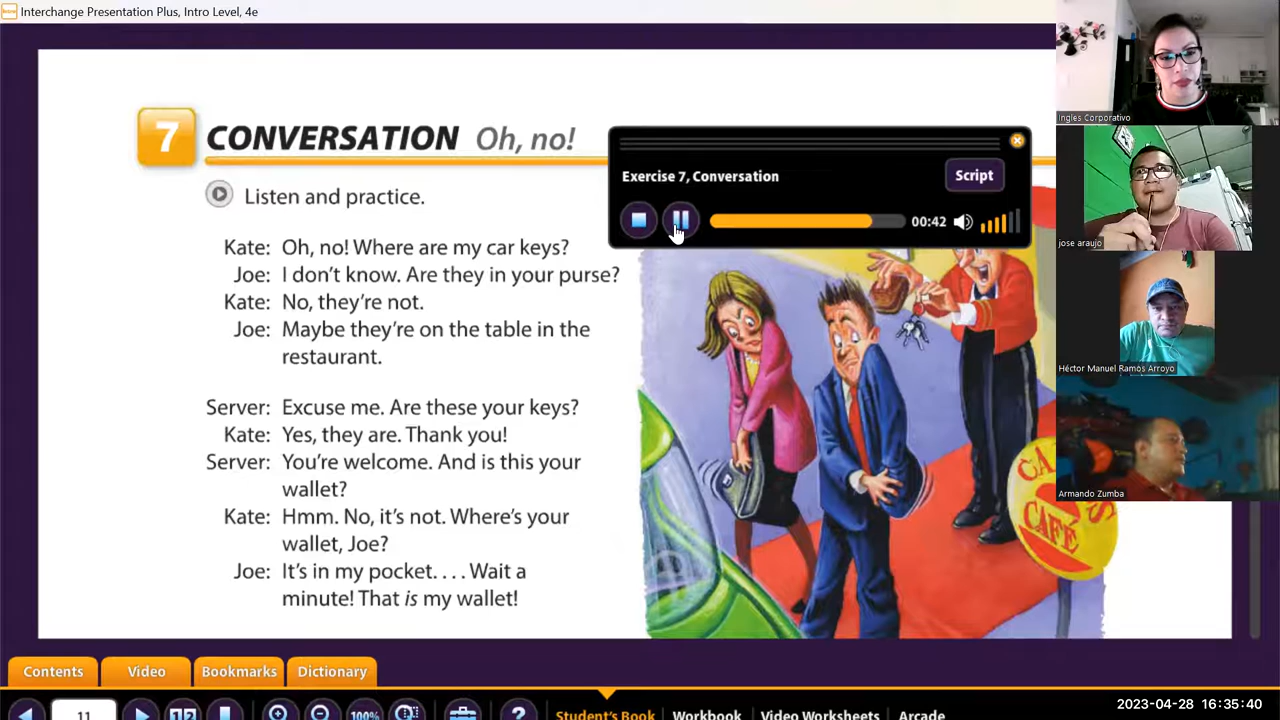 Interchange Presentation Plus, Intro Level, 4e
7 CONVERSATION Oh, no!
Listen and practice.
Kate: Oh, no! Where are my car keys?
Joe: I don't know. Are they in your purse?
Kate: No, they're not.
Joe: Maybe they're on the table in the
restaurant.
Server: Excuse me. Are these your keys?
Kate: Yes, they are. Thank you!
Server: You're welcome. And is this your
wallet?
Kate: Hmm. No, it's not. Where's your
wallet, Joe?
Joe: It's in my pocket. . . . Wait a
minute! That is my wallet!
Exercise 7, Conversation
Script
00:42
CAFÉ
Ingles Corporativo
jose araujo
Héctor Manuel Ramos Arroyo
Armando Zumba
Contents Video Bookmarks Dictionary
11 100% ? Student's Book Workbook Video Worksheets Arcade
2023-04-28 16:35:40